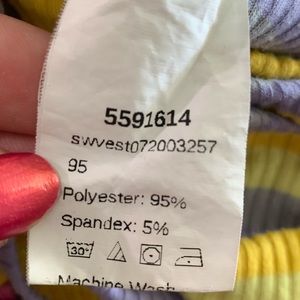 5591614
swvest072003257
95
Polyester: 95%
Spandex: 5%
30°
Machine Wash